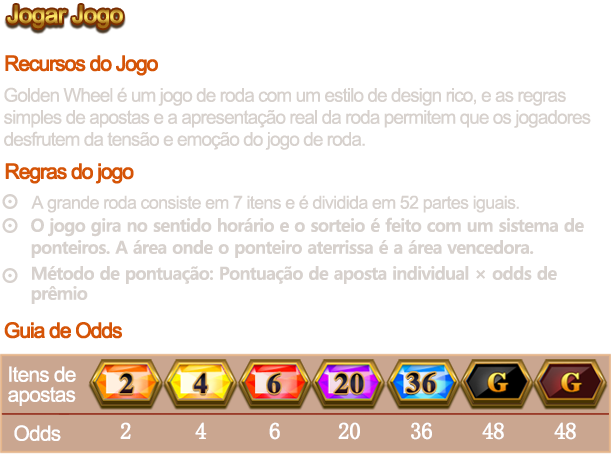 Jogar Jogo
Recursos do Jogo
Golden Wheel é um jogo de roda com um estilo de design rico, e as regras
simples de apostas e a apresentação real da roda permitem que os jogadores
desfrutem da tensão e emoção do jogo de roda.
Regras do jogo
A grande roda consiste em 7 itens e é dividida em 52 partes iguais.
O jogo gira no sentido horário e o sorteio é feito com um sistema de
ponteiros. A área onde o ponteiro aterrissa é a área vencedora.
Método de pontuação: Pontuação de aposta individual × odds de
prêmio
Guia de Odds
Itens de
apostas
2 4 6 20 36 G G
Odds 2 4 6 20 36 48 48